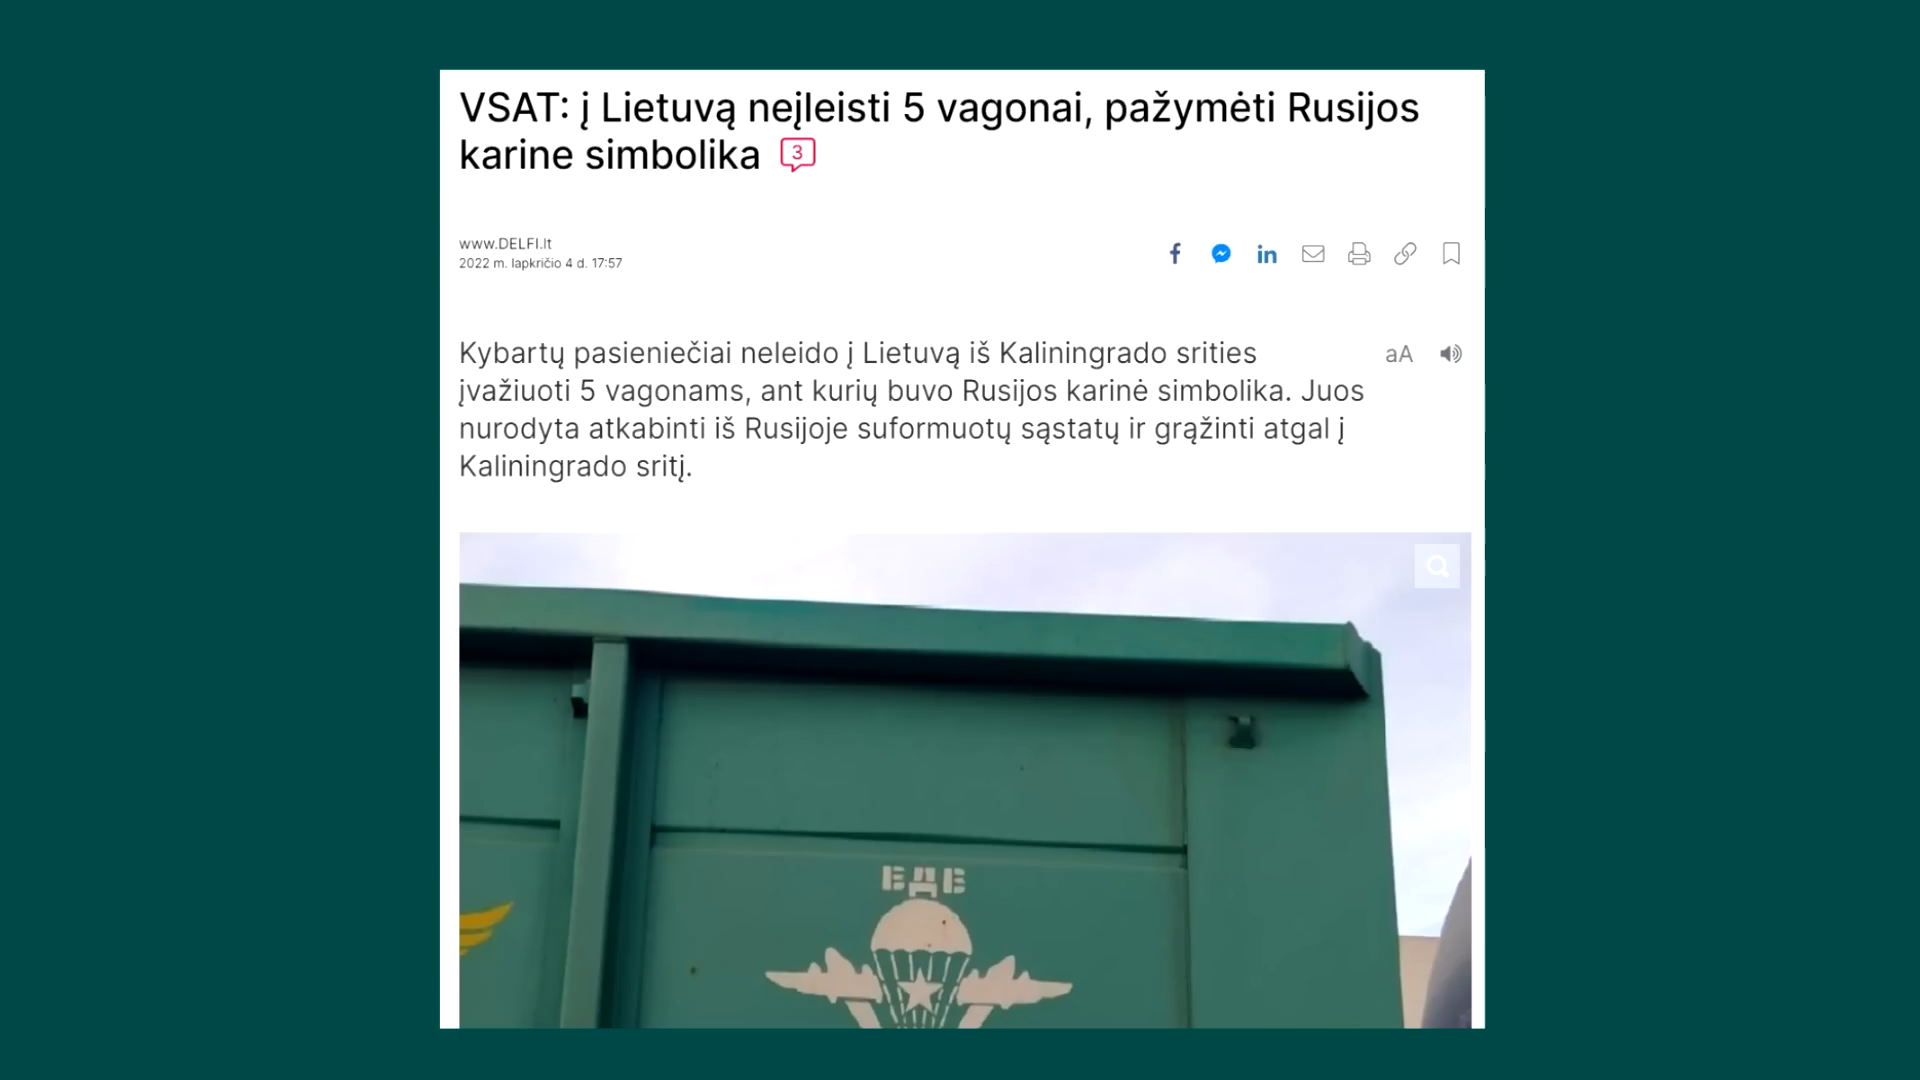 VSAT: į Lietuvą neįleisti 5 vagonai, pažymėti Rusijos
karine simbolika 3
www.DELFI.lt
2022 m. lapkričio 4 d. 17:57
Kybartų pasieniečiai neleido į Lietuvą iš Kaliningrado srities
aA
įvažiuoti 5 vagonams, ant kurių buvo Rusijos karinė simbolika. Juos
nurodyta atkabinti iš Rusijoje suformuotų sąstatų ir grąžinti atgal į
Kaliningrado sritį.
ВДВ